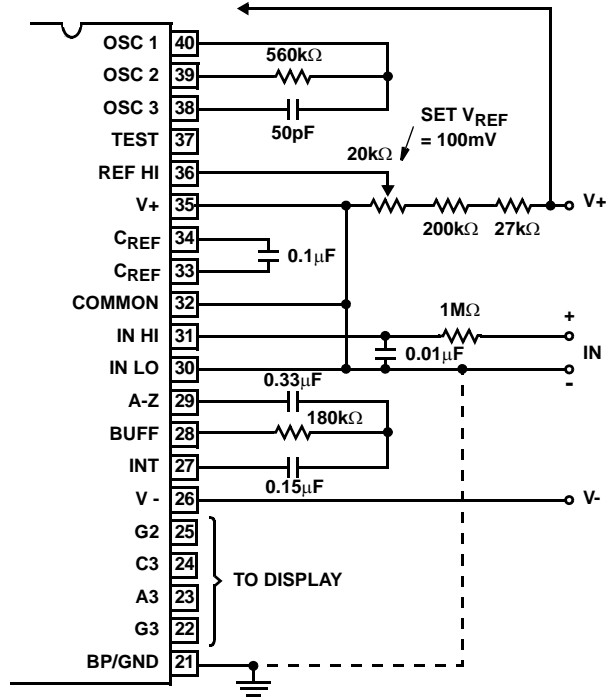 OSC 1 40
560kΩ
OSC 2 39
OSC 3 38
50pF
SET VREF
= 100mV
TEST 37
20kΩ
REF HI 36
V+ 35
V+
200kΩ 27kΩ
CREF 34
0.1μF
CREF 33
COMMON 32
1MΩ
+
IN HI 31
0.01μF
IN
IN LO 30
-
0.33μF
A-Z 29
180kΩ
BUFF 28
INT 27
0.15μF
V - 26
V-
G2 25
C3 24
TO DISPLAY
A3 23
G3 22
BP/GND 21